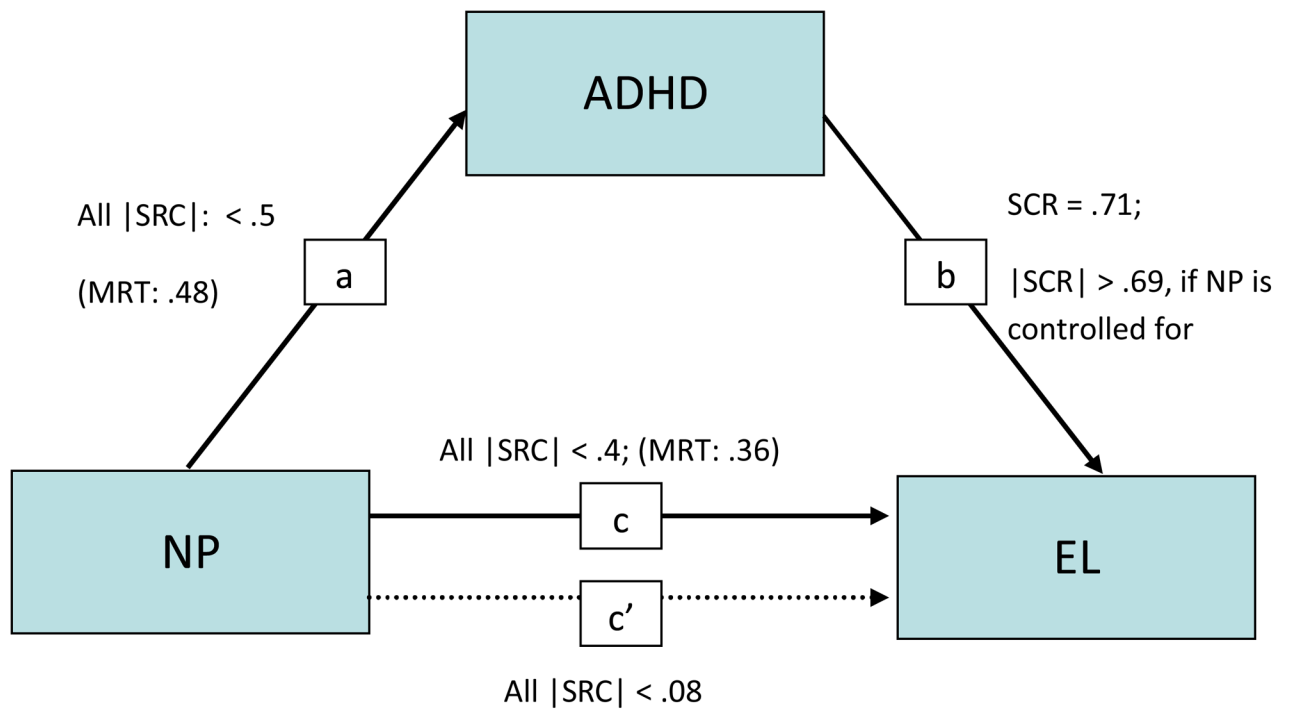 ADHD
All |SRC|: < .5
(MRT: .48)
a
SCR = .71;
|SCR| > .69, if NP is
controlled for
b
All |SRC| < .4; (MRT: .36)
c
NP
EL
c’
All |SRC| < .08